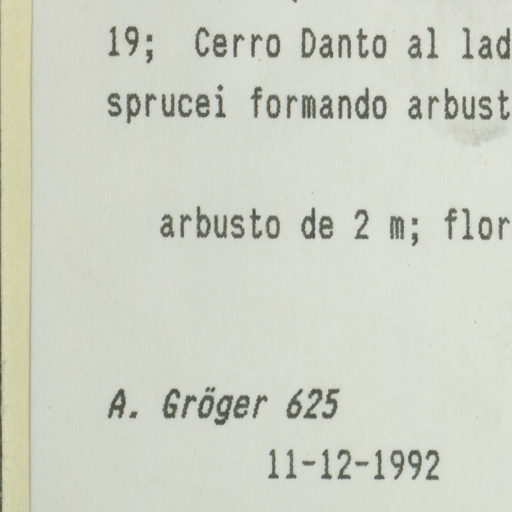 19; Cerro Danto al lad
sprucei formando arbust
arbusto de 2 m; flor
A. Gröger 625
11-12-1992